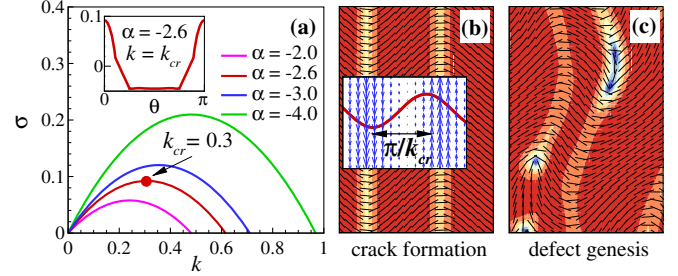 (a)
0.4
0.3
0.2
0.1
0
σ
0 0.2 0.4 0.6 0.8 1
k
0.1
0
0 θ π
α = -2.6
k = k_cr
α = -2.0
α = -2.6
α = -3.0
α = -4.0
k_cr = 0.3
(b)
π/k_cr
crack formation
(c)
defect genesis